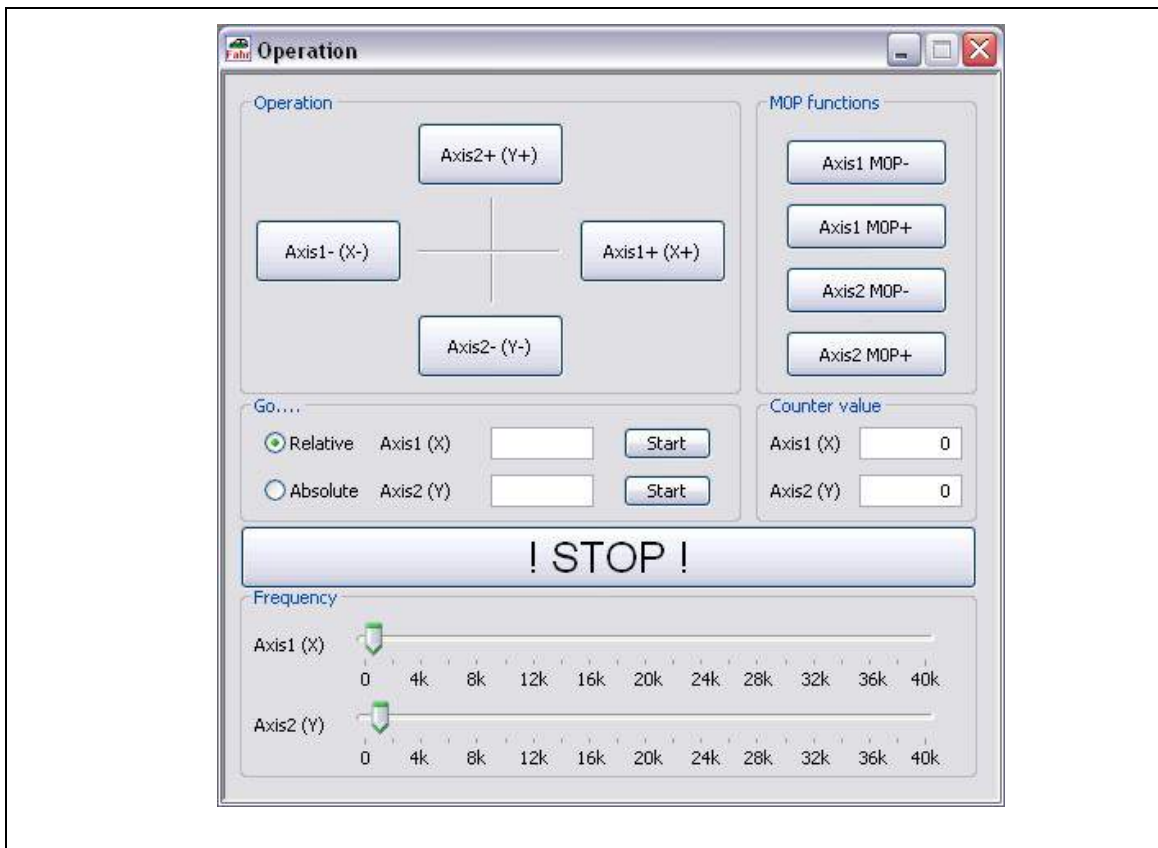 Fahr Operation
Operation
Axis2+ (Y+)
Axis1- (X-)
Axis1+ (X+)
Axis2- (Y-)
MOP functions
Axis1 MOP-
Axis1 MOP+
Axis2 MOP-
Axis2 MOP+
Go....
Relative Axis1 (X) Start
Absolute Axis2 (Y) Start
Counter value
Axis1 (X) 0
Axis2 (Y) 0
! STOP !
Frequency
Axis1 (X)
0 4k 8k 12k 16k 20k 24k 28k 32k 36k 40k
Axis2 (Y)
0 4k 8k 12k 16k 20k 24k 28k 32k 36k 40k